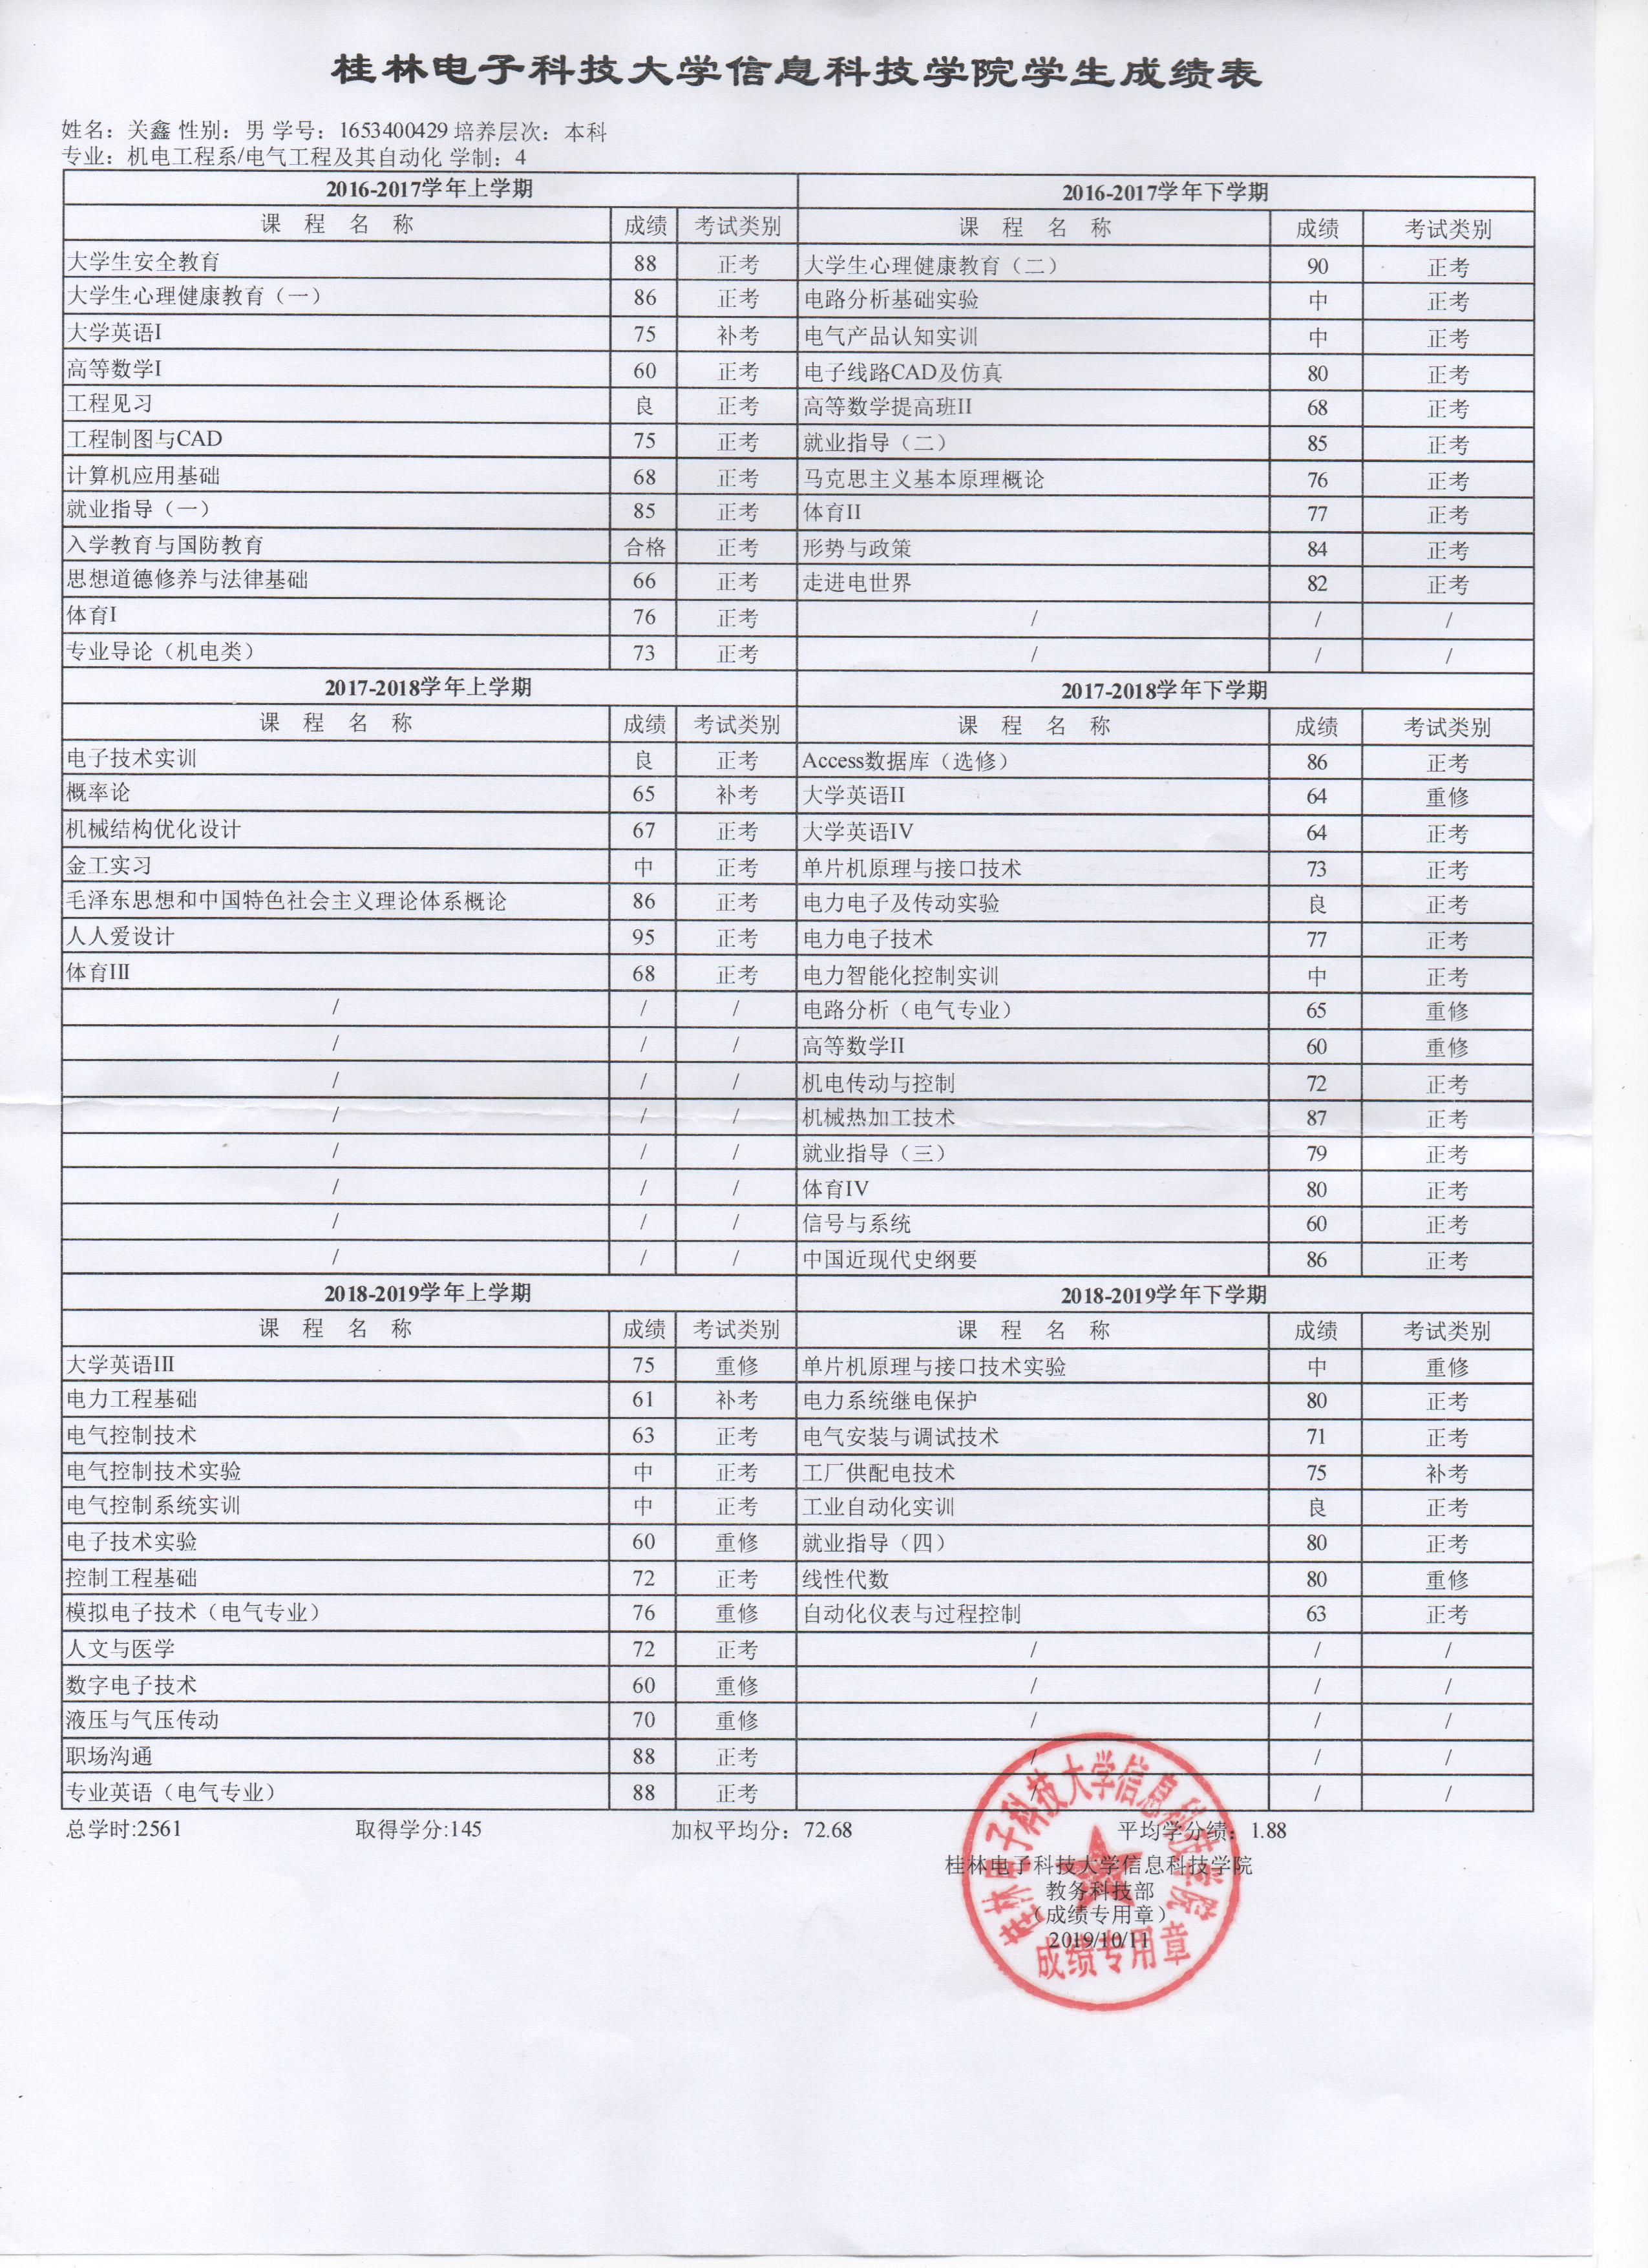 桂林电子科技大学信息科技学院学生成绩表
姓名：关鑫 性别：男 学号：1653400429 培养层次：本科
专业：机电工程系/电气工程及其自动化 学制：4
2016-2017学年上学期 2016-2017学年下学期
课 程 名 称 成绩 考试类别 课 程 名 称 成绩 考试类别
大学生安全教育 88 正考 大学生心理健康教育（二） 90 正考
大学生心理健康教育（一） 86 正考 电路分析基础实验 中 正考
大学英语I 75 补考 电气产品认知实训 中 正考
高等数学I 60 正考 电子线路CAD及仿真 80 正考
工程见习 良 正考 高等数学提高班II 68 正考
工程制图与CAD 75 正考 就业指导（二） 85 正考
计算机应用基础 68 正考 马克思主义基本原理概论 76 正考
就业指导（一） 85 正考 体育II 77 正考
入学教育与国防教育 合格 正考 形势与政策 84 正考
思想道德修养与法律基础 66 正考 走进电世界 82 正考
体育I 76 正考 / / /
专业导论（机电类） 73 正考 / / /
2017-2018学年上学期 2017-2018学年下学期
课 程 名 称 成绩 考试类别 课 程 名 称 成绩 考试类别
电子技术实训 良 正考 Access数据库（选修） 86 正考
概率论 65 补考 大学英语II 64 重修
机械结构优化设计 67 正考 大学英语IV 64 正考
金工实习 中 正考 单片机原理与接口技术 73 正考
毛泽东思想和中国特色社会主义理论体系概论 86 正考 电力电子及传动实验 良 正考
人人爱设计 95 正考 电力电子技术 77 正考
体育III 68 正考 电力智能化控制实训 中 正考
/ / / 电路分析（电气专业） 65 重修
/ / / 高等数学II 60 重修
/ / / 机电传动与控制 72 正考
/ / / 机械热加工技术 87 正考
/ / / 就业指导（三） 79 正考
/ / / 体育IV 80 正考
/ / / 信号与系统 60 正考
/ / / 中国近现代史纲要 86 正考
2018-2019学年上学期 2018-2019学年下学期
课 程 名 称 成绩 考试类别 课 程 名 称 成绩 考试类别
大学英语III 75 重修 单片机原理与接口技术实验 中 重修
电力工程基础 61 补考 电力系统继电保护 80 正考
电气控制技术 63 正考 电气安装与调试技术 71 正考
电气控制技术实验 中 正考 工厂供配电技术 75 补考
电气控制系统实训 中 正考 工业自动化实训 良 正考
电子技术实验 60 重修 就业指导（四） 80 正考
控制工程基础 72 正考 线性代数 80 重修
模拟电子技术（电气专业） 76 重修 自动化仪表与过程控制 63 正考
人文与医学 72 正考 / / /
数字电子技术 60 重修 / / /
液压与气压传动 70 重修 / / /
职场沟通 88 正考 / / /
专业英语（电气专业） 88 正考 / / /
总学时:2561 取得学分:145 加权平均分：72.68 平均学分绩：1.88
桂林电子科技大学信息科技学院
教务科技部
（成绩专用章）
2019/10/11
桂林电子科技大学信息科技学院
成绩专用章